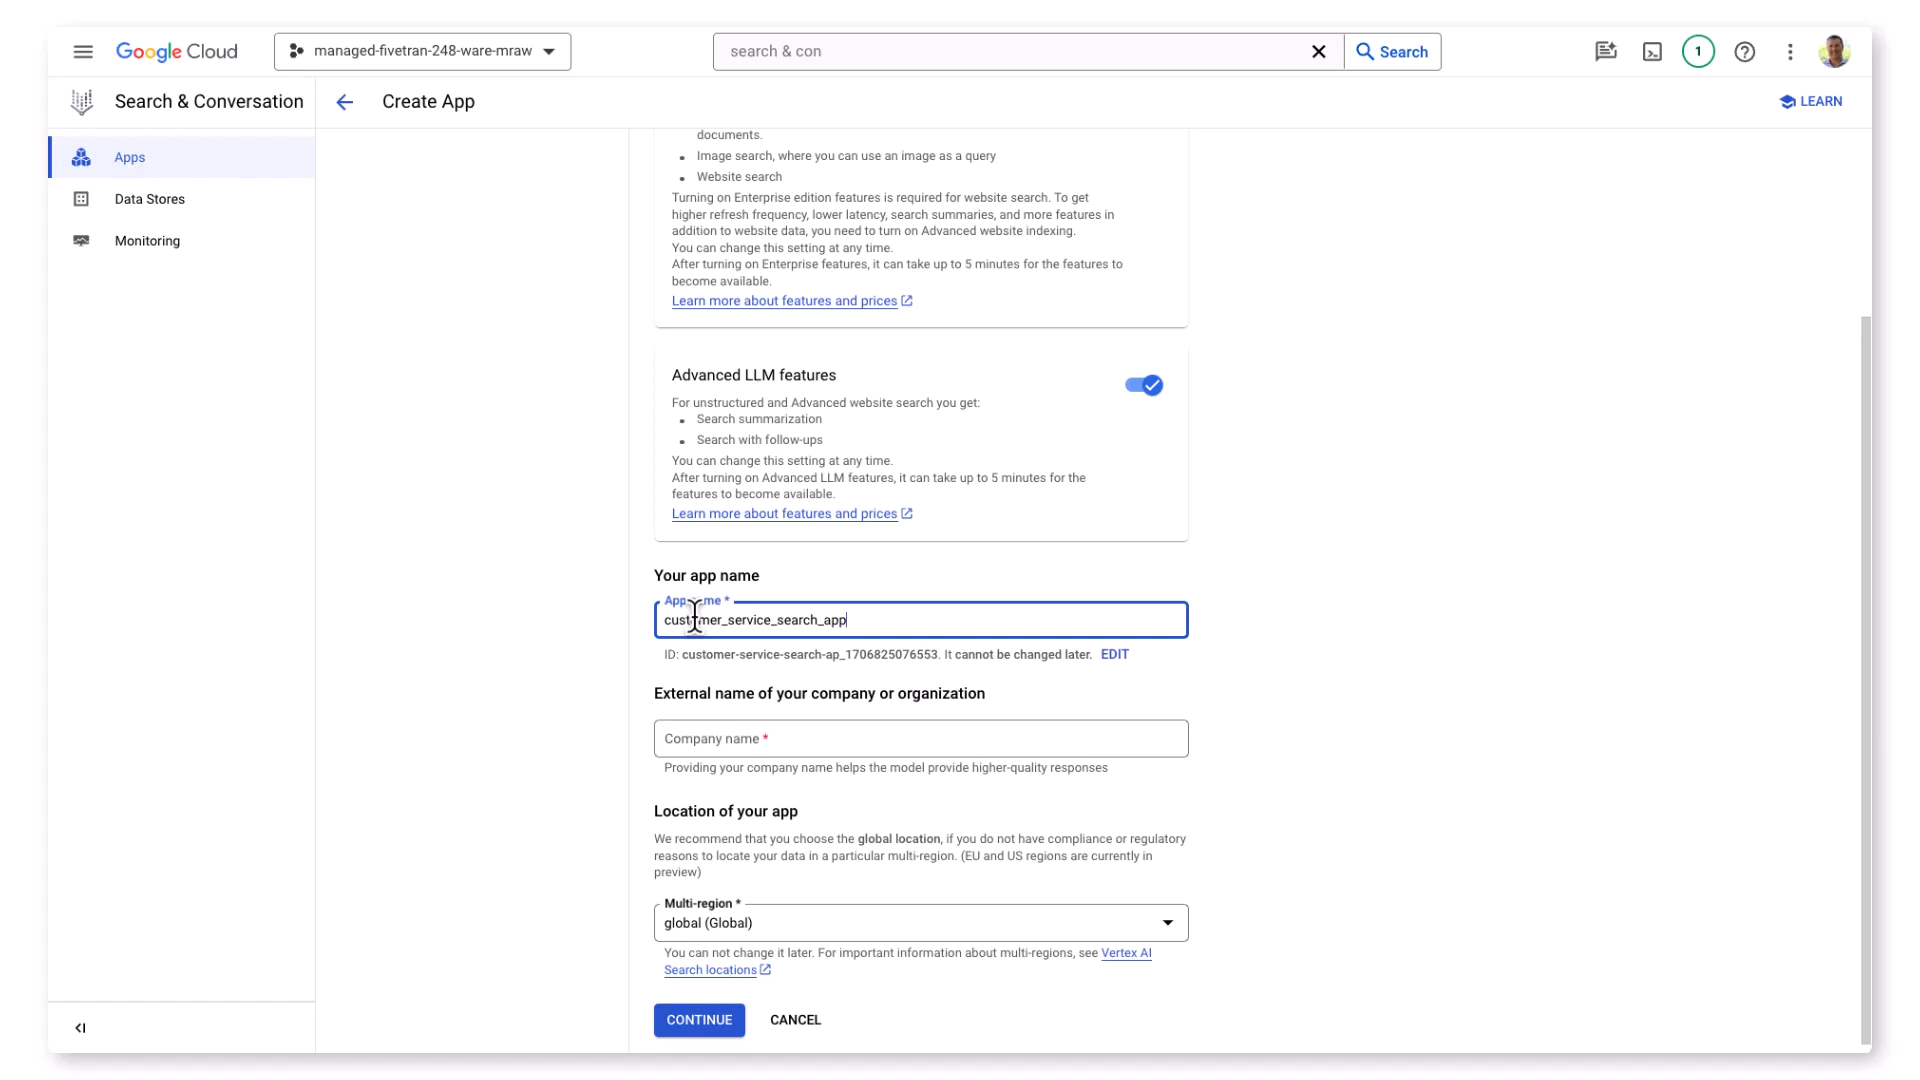 Google Cloud
managed-fivetran-248-ware-mraw
search & con
Search
1
Search & Conversation
Create App
LEARN
Apps
Data Stores
Monitoring
documents.
Image search, where you can use an image as a query
Website search
Turning on Enterprise edition features is required for website search. To get
higher refresh frequency, lower latency, search summaries, and more features in
addition to website data, you need to turn on Advanced website indexing.
You can change this setting at any time.
After turning on Enterprise features, it can take up to 5 minutes for the features to
become available.
Learn more about features and prices
Advanced LLM features
For unstructured and Advanced website search you get:
Search summarization
Search with follow-ups
You can change this setting at any time.
After turning on Advanced LLM features, it can take up to 5 minutes for the
features to become available.
Learn more about features and prices
Your app name
App name *
customer_service_search_app
ID: customer-service-search-ap_1706825076553. It cannot be changed later. EDIT
External name of your company or organization
Company name *
Providing your company name helps the model provide higher-quality responses
Location of your app
We recommend that you choose the global location, if you do not have compliance or regulatory
reasons to locate your data in a particular multi-region. (EU and US regions are currently in
preview)
Multi-region *
global (Global)
You can not change it later. For important information about multi-regions, see Vertex AI
Search locations
CONTINUE
CANCEL